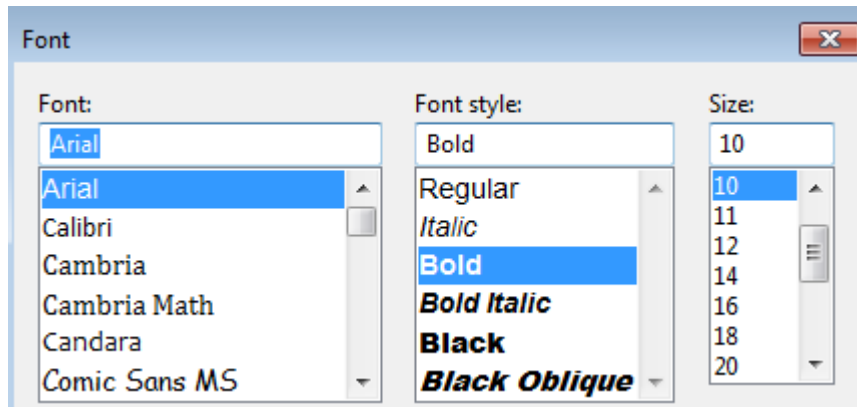 Font
Font:
Arial
Arial
Calibri
Cambria
Cambria Math
Candara
Comic Sans MS
Font style:
Bold
Regular
Italic
Bold
Bold Italic
Black
Black Oblique
Size:
10
10
11
12
14
16
18
20